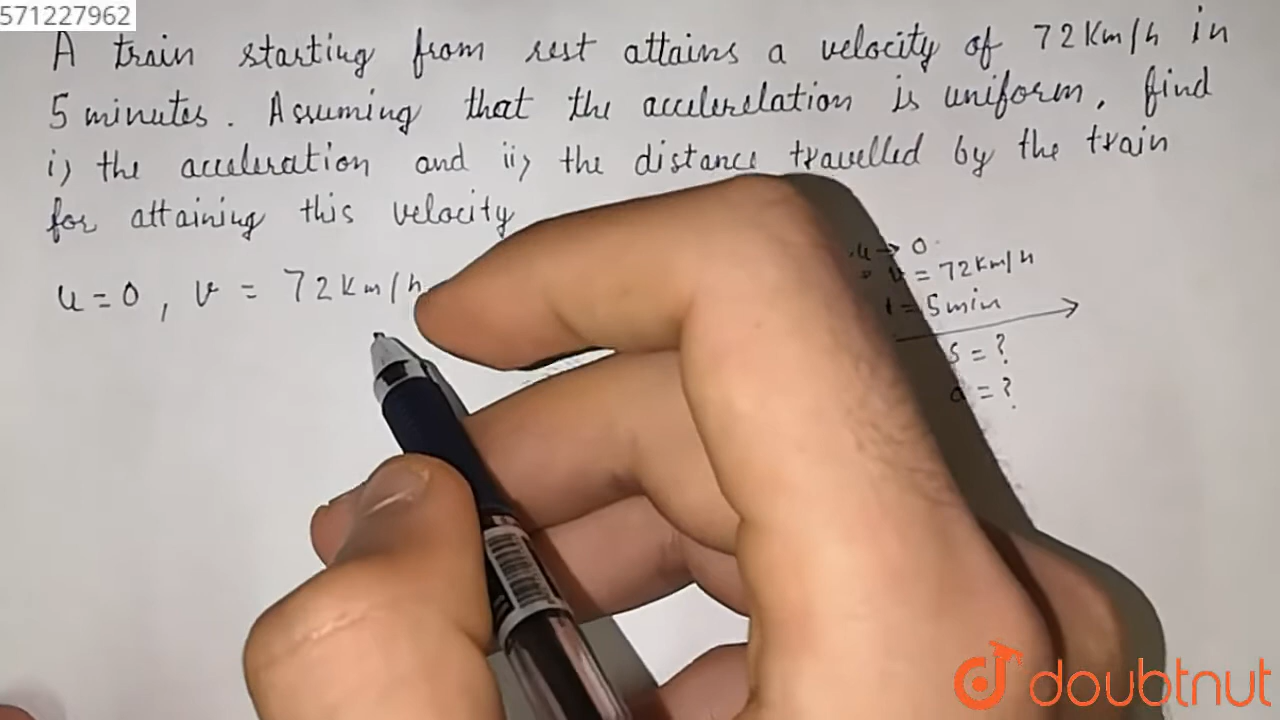 571227962
A train starting from rest attains a velocity of 72 Km/h in
5 minutes. Assuming that the accelerelation is uniform, find
i) the acceleration and ii) the distance travelled by the train
for attaining this velocity
u = 0, v = 72 Km/h
u → 0
v = 72 Km/h
t = 5 min
s = ?
a = ?
doubtnut